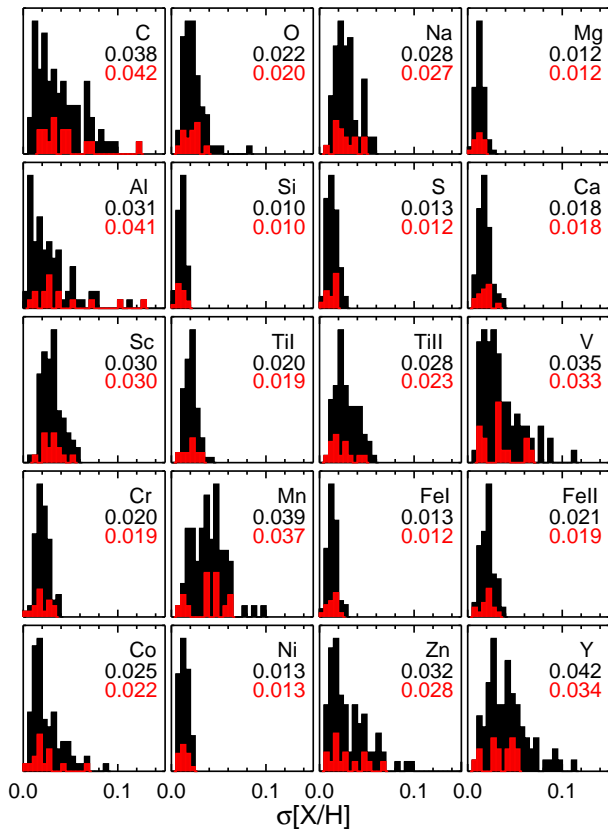 C
0.038
0.042
O
0.022
0.020
Na
0.028
0.027
Mg
0.012
0.012
Al
0.031
0.041
Si
0.010
0.010
S
0.013
0.012
Ca
0.018
0.018
Sc
0.030
0.030
TiI
0.020
0.019
TiII
0.028
0.023
V
0.035
0.033
Cr
0.020
0.019
Mn
0.039
0.037
FeI
0.013
0.012
FeII
0.021
0.019
Co
0.025
0.022
Ni
0.013
0.013
Zn
0.032
0.028
Y
0.042
0.034
0.0 0.1 0.0 0.1 0.0 0.1 0.0 0.1
σ[X/H]